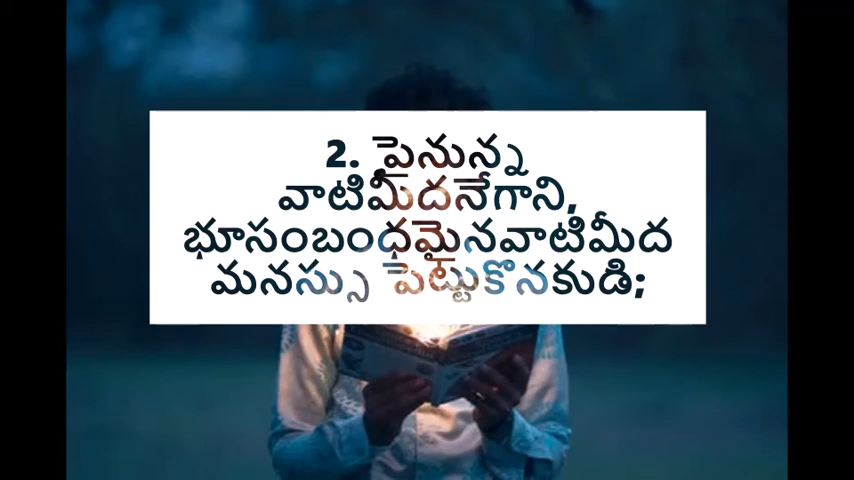 2. పైనున్న
వాటిమీదనేగాని,
భూసంబంధమైనవాటిమీద
మనస్సు పెట్టుకొనకుడి;